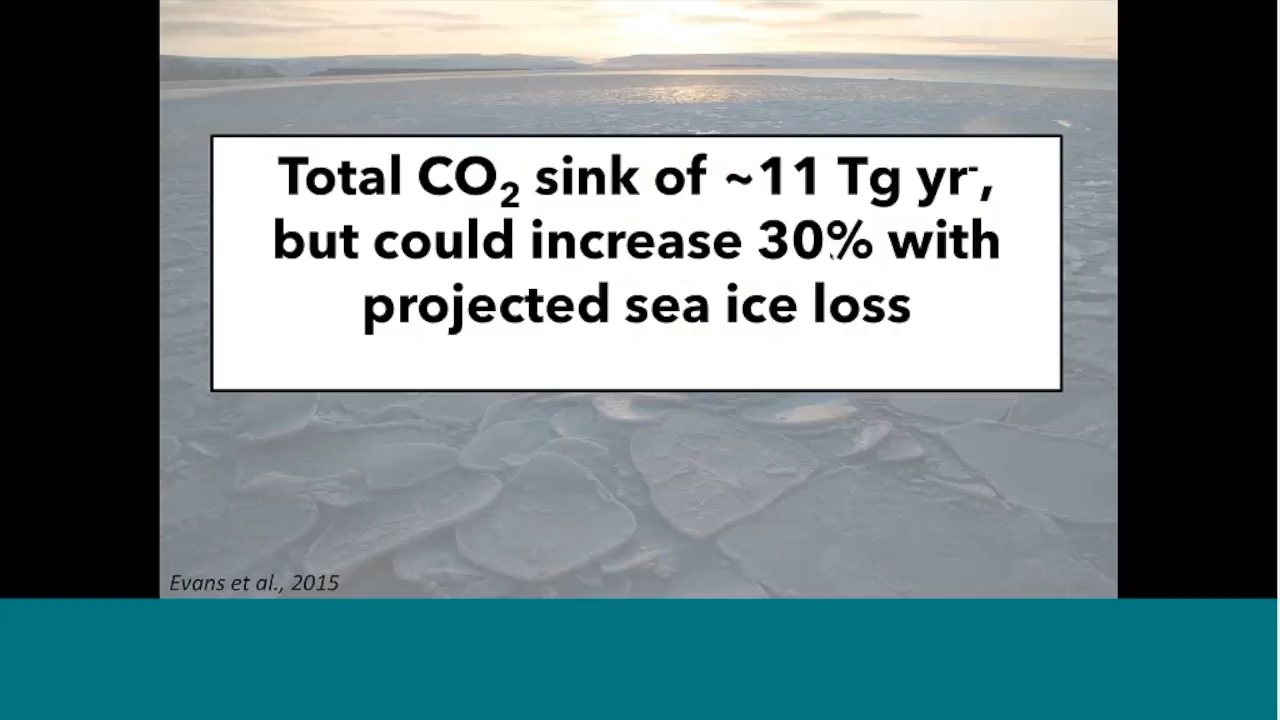 Total CO₂ sink of ~11 Tg yr⁻,
but could increase 30% with
projected sea ice loss
Evans et al., 2015